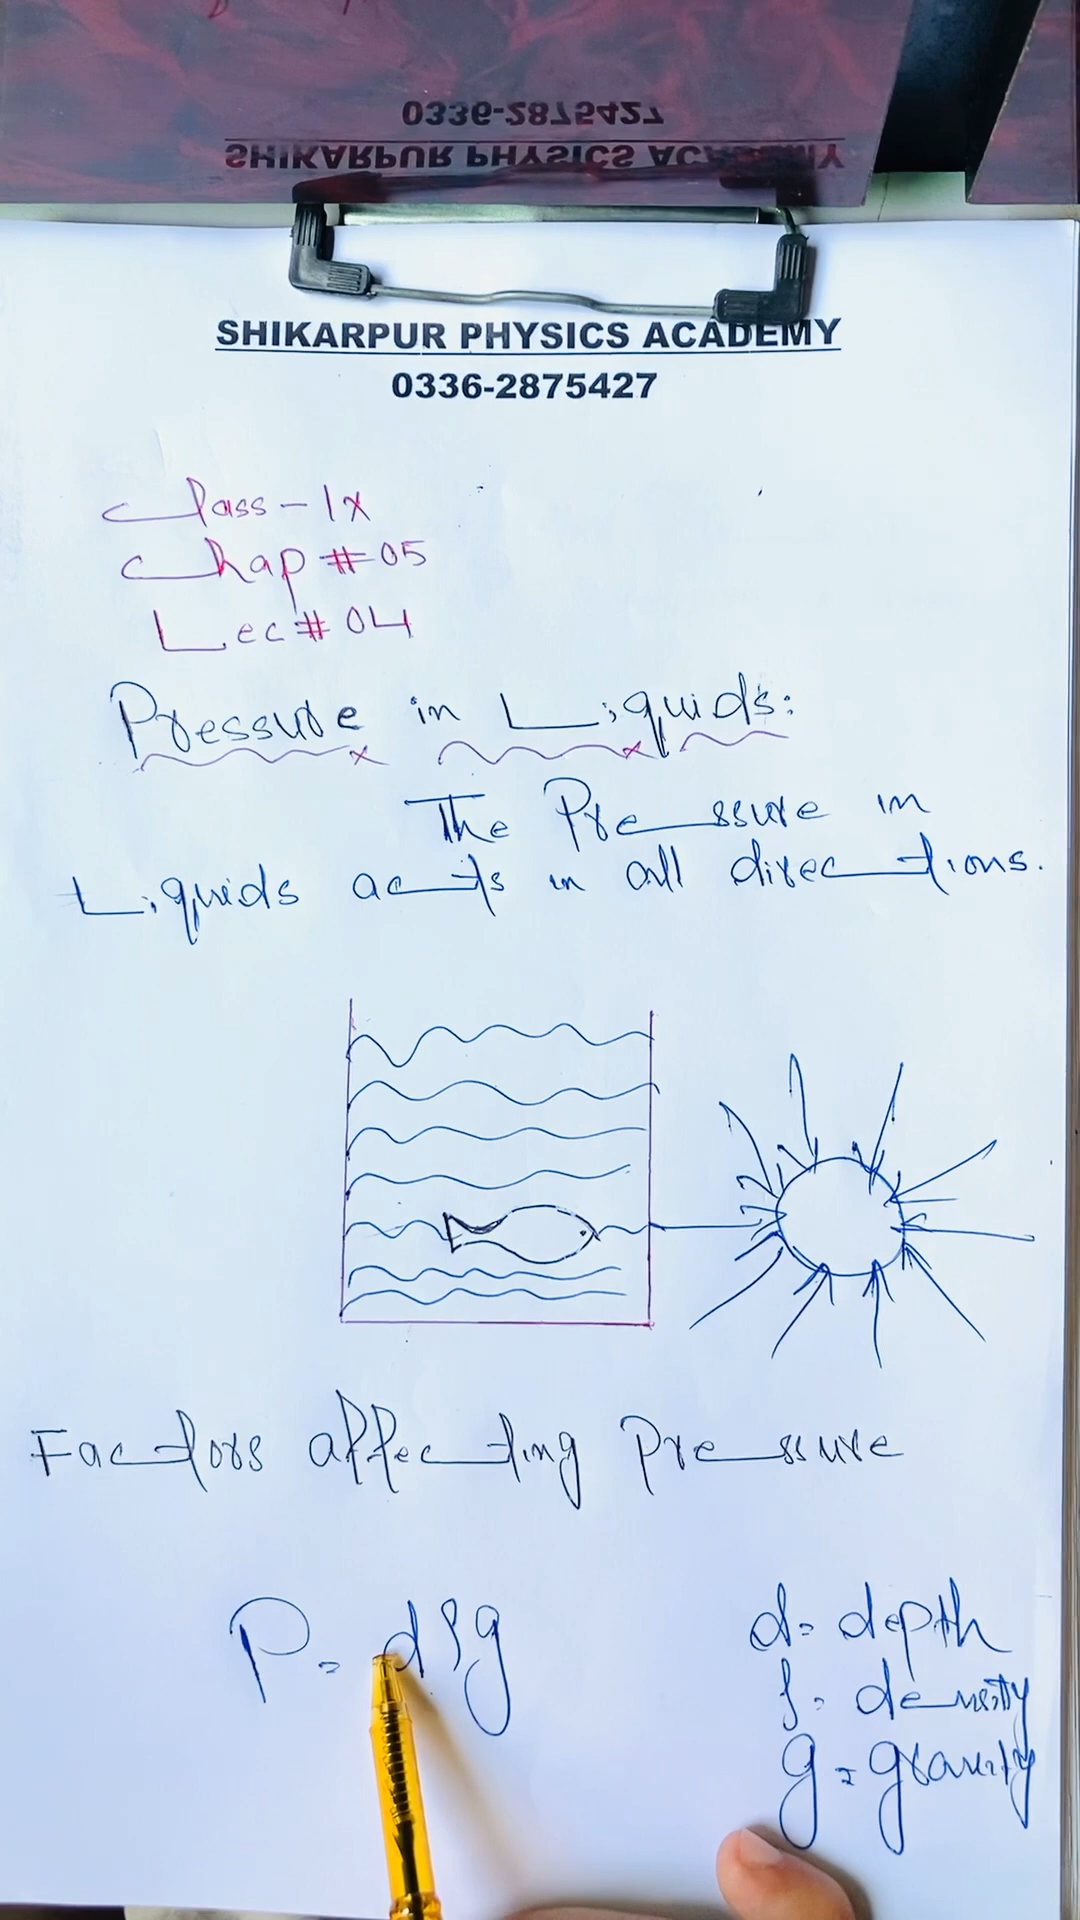 0336-2875427
SHIKARPUR PHYSICS ACADEMY
SHIKARPUR PHYSICS ACADEMY
0336-2875427
Class - IX
Chap # 05
Lec # 04
Pressure in Liquids:
The Pressure in
Liquids acts in all directions.
Factors affecting Pressure
P = dρg
d = depth
ρ = density
g = gravity